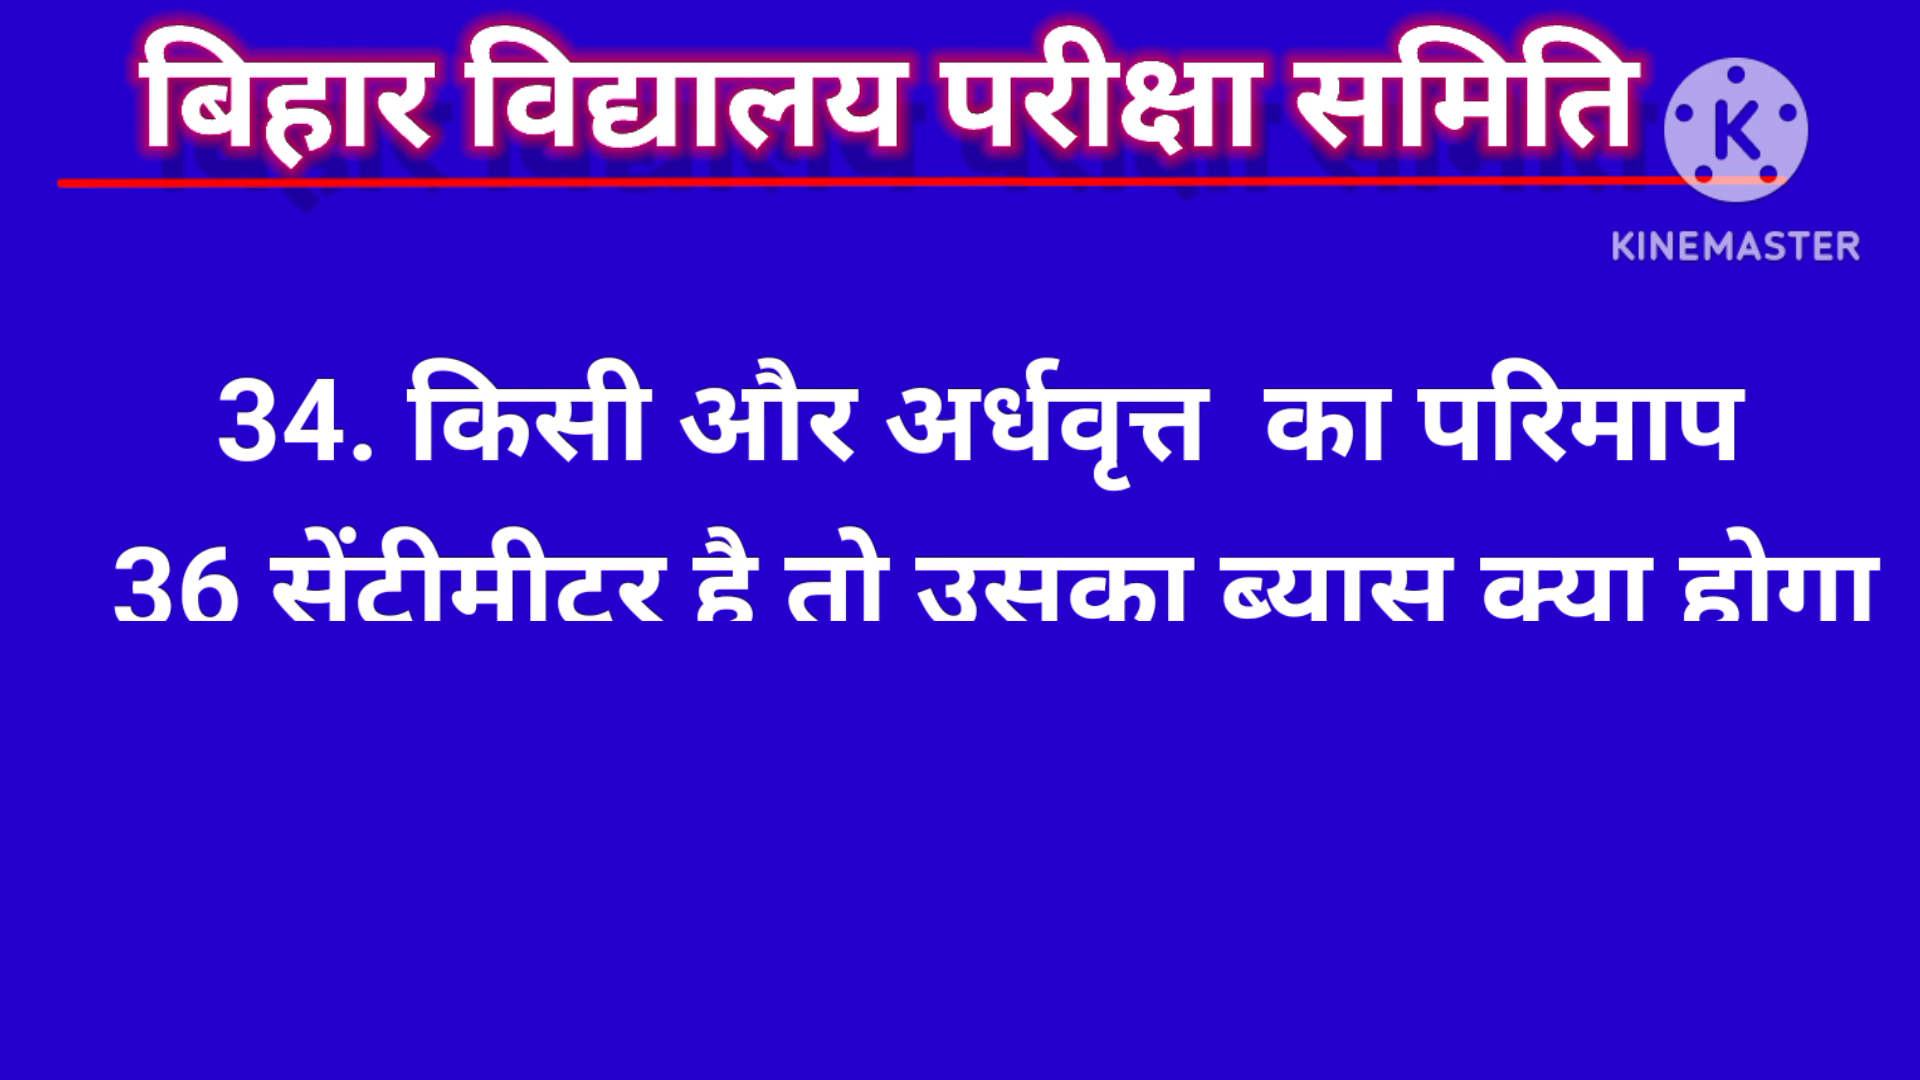 बिहार विद्यालय परीक्षा समिति
K
KINEMASTER
34. किसी और अर्धवृत्त का परिमाप
36 सेंटीमीटर है तो उसका ब्यास क्या होगा